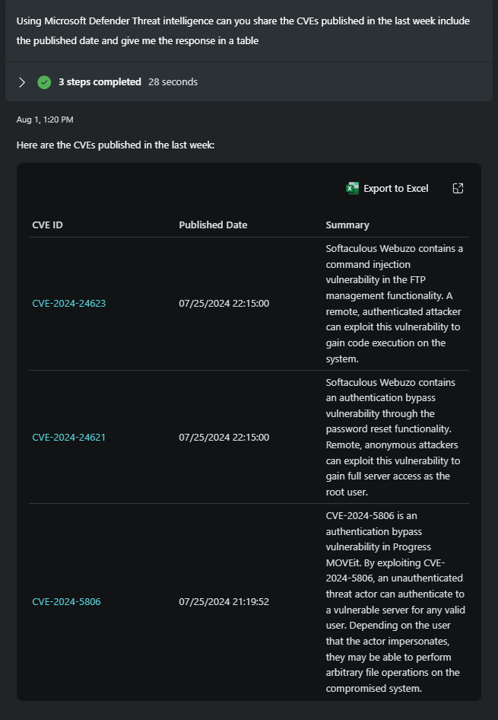 Using Microsoft Defender Threat intelligence can you share the CVEs published in the last week include
the published date and give me the response in a table
3 steps completed 28 seconds
Aug 1, 1:20 PM
Here are the CVEs published in the last week:
Export to Excel
CVE ID Published Date Summary
Softaculous Webuzo contains a
command injection
vulnerability in the FTP
management functionality. A
CVE-2024-24623 07/25/2024 22:15:00
remote, authenticated attacker
can exploit this vulnerability to
gain code execution on the
system.
Softaculous Webuzo contains
an authentication bypass
vulnerability through the
password reset functionality.
CVE-2024-24621 07/25/2024 22:15:00
Remote, anonymous attackers
can exploit this vulnerability to
gain full server access as the
root user.
CVE-2024-5806 is an
authentication bypass
vulnerability in Progress
MOVEit. By exploiting CVE-
2024-5806, an unauthenticated
threat actor can authenticate to
CVE-2024-5806 07/25/2024 21:19:52
a vulnerable server for any valid
user. Depending on the user
that the actor impersonates,
they may be able to perform
arbitrary file operations on the
compromised system.